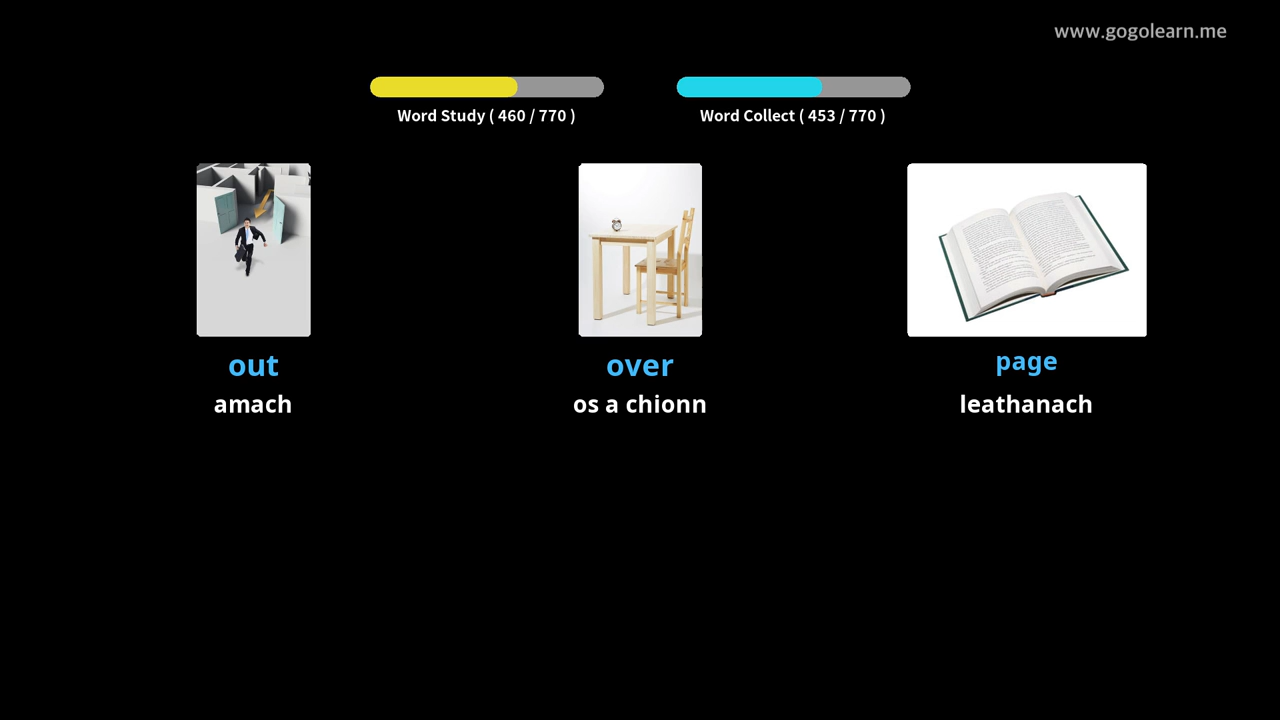 www.gogolearn.me
Word Study ( 460 / 770 )
Word Collect ( 453 / 770 )
out
over
page
amach
os a chionn
leathanach